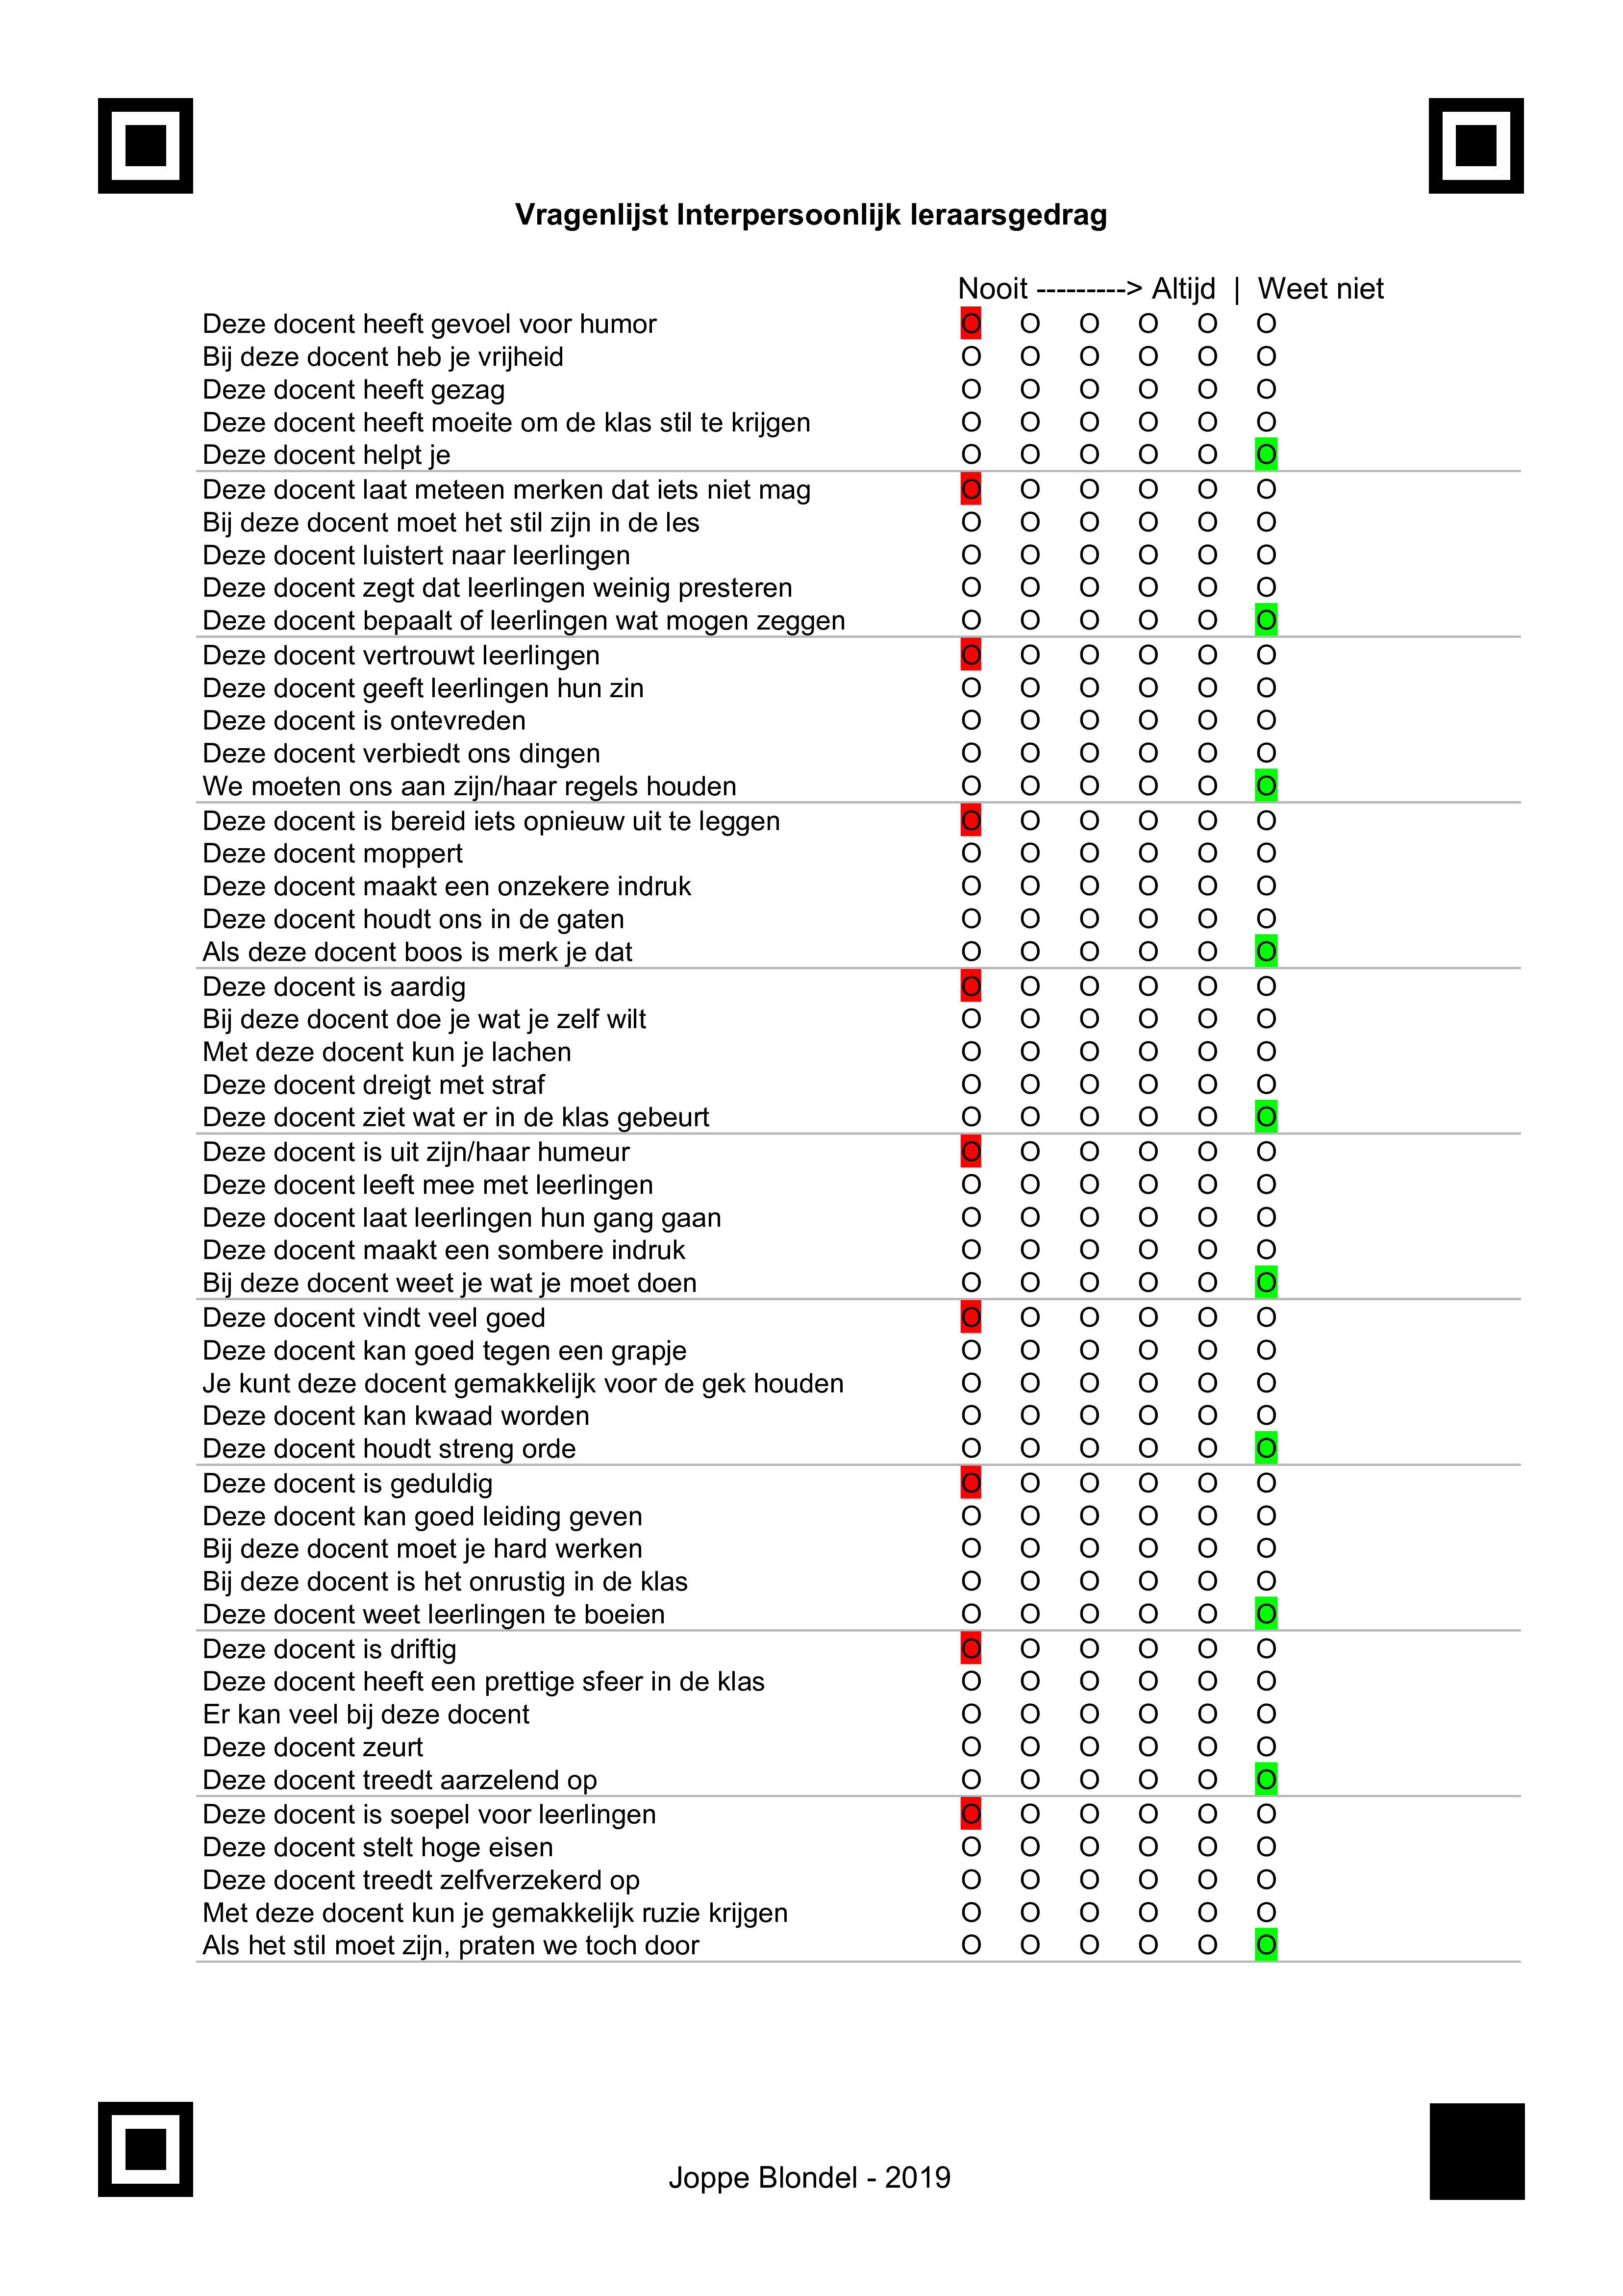 Vragenlijst Interpersoonlijk leraarsgedrag
Nooit ---------> Altijd | Weet niet
Deze docent heeft gevoel voor humor O O O O O O
Bij deze docent heb je vrijheid O O O O O O
Deze docent heeft gezag O O O O O O
Deze docent heeft moeite om de klas stil te krijgen O O O O O O
Deze docent helpt je O O O O O O
Deze docent laat meteen merken dat iets niet mag O O O O O O
Bij deze docent moet het stil zijn in de les O O O O O O
Deze docent luistert naar leerlingen O O O O O O
Deze docent zegt dat leerlingen weinig presteren O O O O O O
Deze docent bepaalt of leerlingen wat mogen zeggen O O O O O O
Deze docent vertrouwt leerlingen O O O O O O
Deze docent geeft leerlingen hun zin O O O O O O
Deze docent is ontevreden O O O O O O
Deze docent verbiedt ons dingen O O O O O O
We moeten ons aan zijn/haar regels houden O O O O O O
Deze docent is bereid iets opnieuw uit te leggen O O O O O O
Deze docent moppert O O O O O O
Deze docent maakt een onzekere indruk O O O O O O
Deze docent houdt ons in de gaten O O O O O O
Als deze docent boos is merk je dat O O O O O O
Deze docent is aardig O O O O O O
Bij deze docent doe je wat je zelf wilt O O O O O O
Met deze docent kun je lachen O O O O O O
Deze docent dreigt met straf O O O O O O
Deze docent ziet wat er in de klas gebeurt O O O O O O
Deze docent is uit zijn/haar humeur O O O O O O
Deze docent leeft mee met leerlingen O O O O O O
Deze docent laat leerlingen hun gang gaan O O O O O O
Deze docent maakt een sombere indruk O O O O O O
Bij deze docent weet je wat je moet doen O O O O O O
Deze docent vindt veel goed O O O O O O
Deze docent kan goed tegen een grapje O O O O O O
Je kunt deze docent gemakkelijk voor de gek houden O O O O O O
Deze docent kan kwaad worden O O O O O O
Deze docent houdt streng orde O O O O O O
Deze docent is geduldig O O O O O O
Deze docent kan goed leiding geven O O O O O O
Bij deze docent moet je hard werken O O O O O O
Bij deze docent is het onrustig in de klas O O O O O O
Deze docent weet leerlingen te boeien O O O O O O
Deze docent is driftig O O O O O O
Deze docent heeft een prettige sfeer in de klas O O O O O O
Er kan veel bij deze docent O O O O O O
Deze docent zeurt O O O O O O
Deze docent treedt aarzelend op O O O O O O
Deze docent is soepel voor leerlingen O O O O O O
Deze docent stelt hoge eisen O O O O O O
Deze docent treedt zelfverzekerd op O O O O O O
Met deze docent kun je gemakkelijk ruzie krijgen O O O O O O
Als het stil moet zijn, praten we toch door O O O O O O
Joppe Blondel - 2019